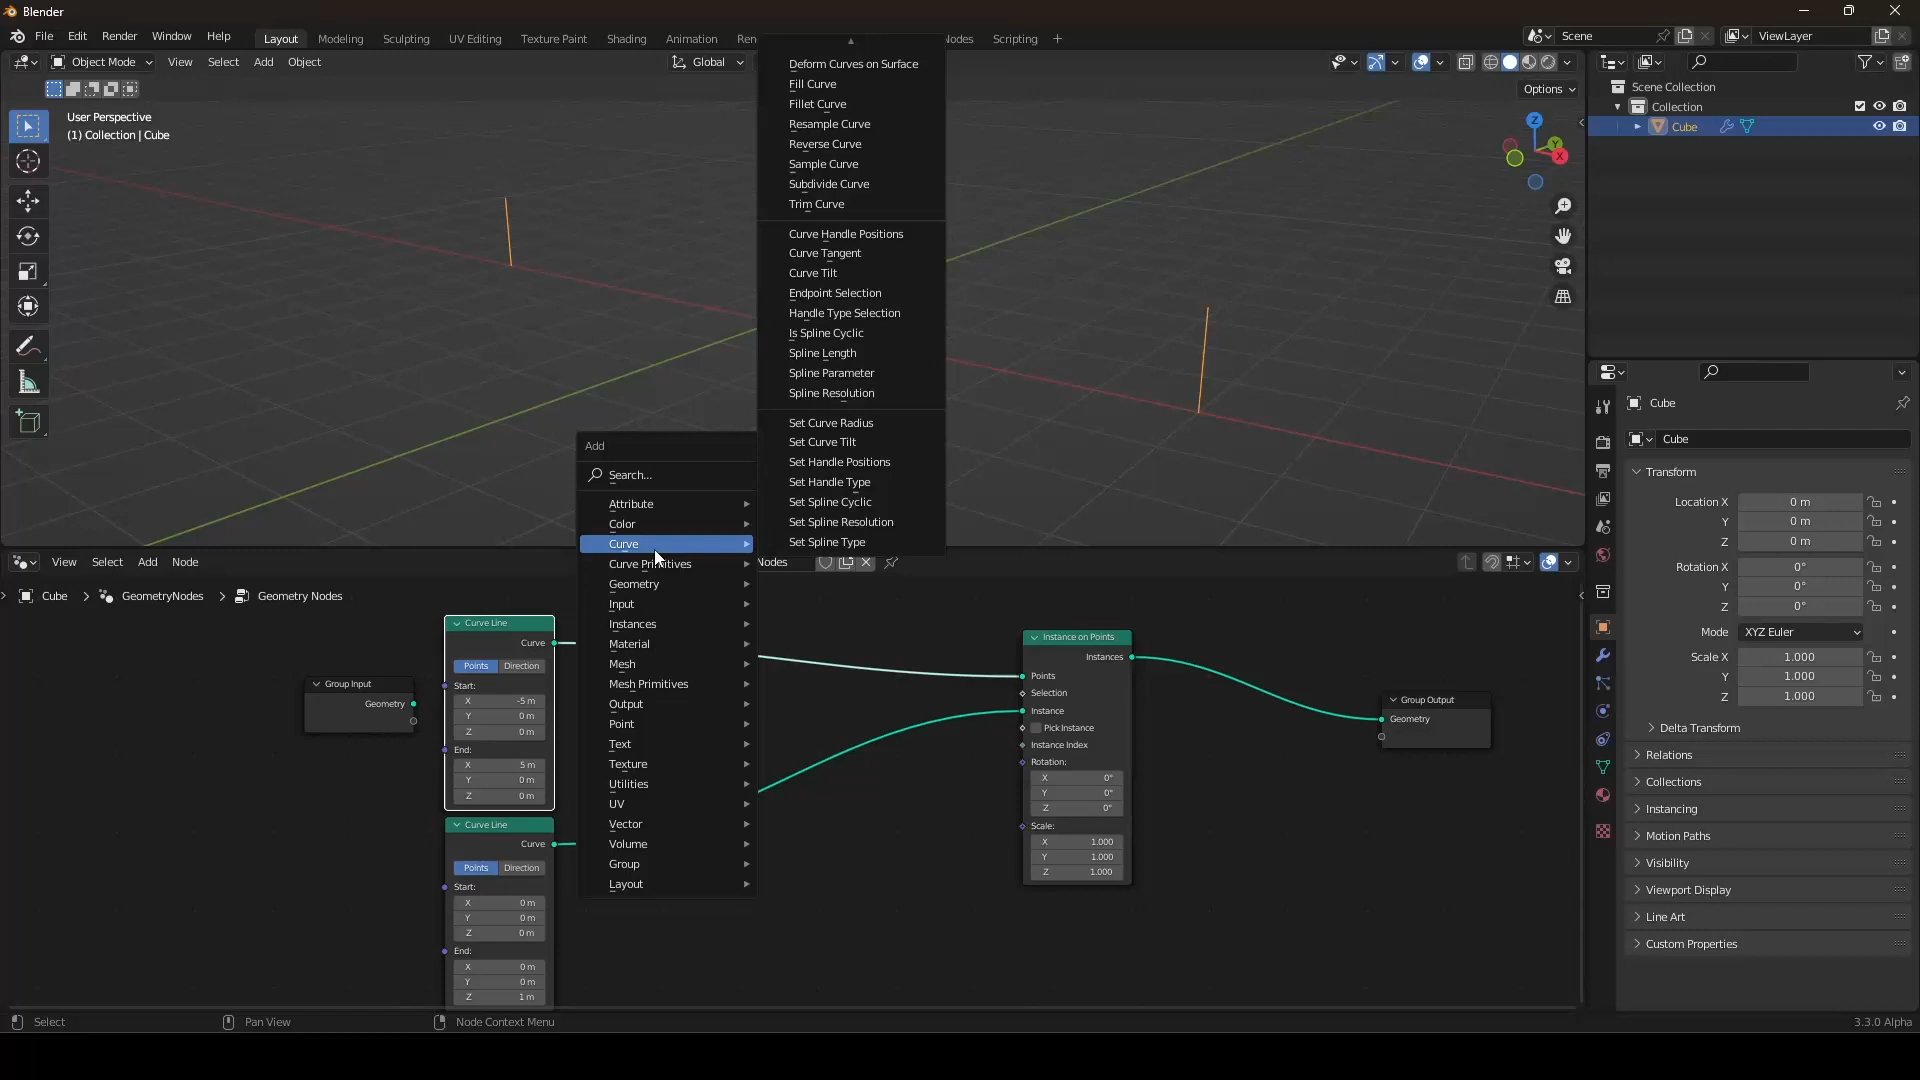 Blender
File Edit Render Window Help Layout Modeling Sculpting UV Editing Texture Paint Shading Animation Ren odes Scripting +
Scene ViewLayer
Object Mode View Select Add Object Global
Options
User Perspective
(1) Collection | Cube
Z
Y
X
Deform Curves on Surface
Fill Curve
Fillet Curve
Resample Curve
Reverse Curve
Sample Curve
Subdivide Curve
Trim Curve
Curve Handle Positions
Curve Tangent
Curve Tilt
Endpoint Selection
Handle Type Selection
Is Spline Cyclic
Spline Length
Spline Parameter
Spline Resolution
Set Curve Radius
Set Curve Tilt
Set Handle Positions
Set Handle Type
Set Spline Cyclic
Set Spline Resolution
Set Spline Type
Add
Search...
Attribute
Color
Curve
Curve Primitives
Geometry
Input
Instances
Material
Mesh
Mesh Primitives
Output
Point
Text
Texture
Utilities
UV
Vector
Volume
Group
Layout
View Select Add Node
Nodes
Cube > GeometryNodes > Geometry Nodes
Group Input
Geometry
Curve Line
Curve
Points Direction
Start:
X -5 m
Y 0 m
Z 0 m
End:
X 5 m
Y 0 m
Z 0 m
Curve Line
Curve
Points Direction
Start:
X 0 m
Y 0 m
Z 0 m
End:
X 0 m
Y 0 m
Z 1 m
Instance on Points
Instances
Points
Selection
Instance
Pick Instance
Instance Index
Rotation:
X 0°
Y 0°
Z 0°
Scale:
X 1.000
Y 1.000
Z 1.000
Group Output
Geometry
Scene Collection
Collection
Cube
Cube
Cube
Transform
Location X 0 m
Y 0 m
Z 0 m
Rotation X 0°
Y 0°
Z 0°
Mode XYZ Euler
Scale X 1.000
Y 1.000
Z 1.000
Delta Transform
Relations
Collections
Instancing
Motion Paths
Visibility
Viewport Display
Line Art
Custom Properties
Select Pan View Node Context Menu 3.3.0 Alpha